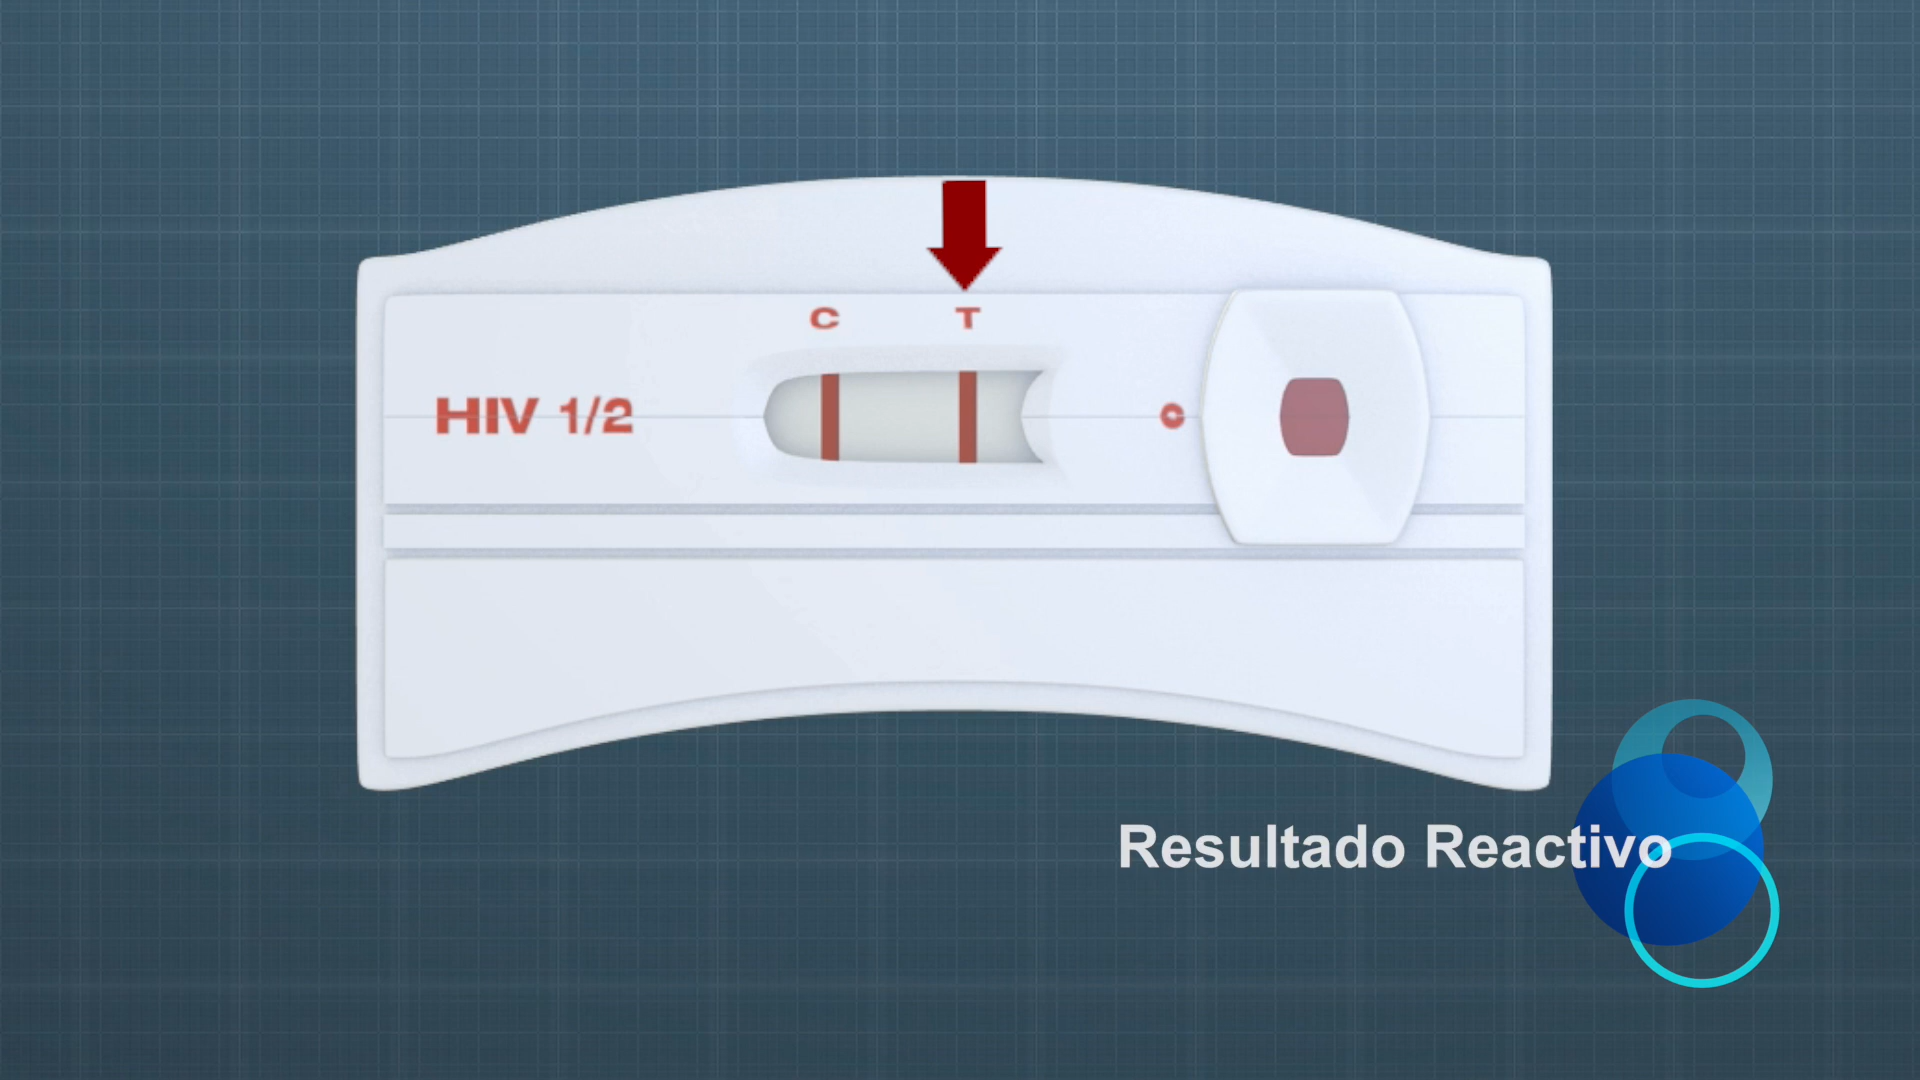 C T
HIV 1/2
Resultado Reactivo